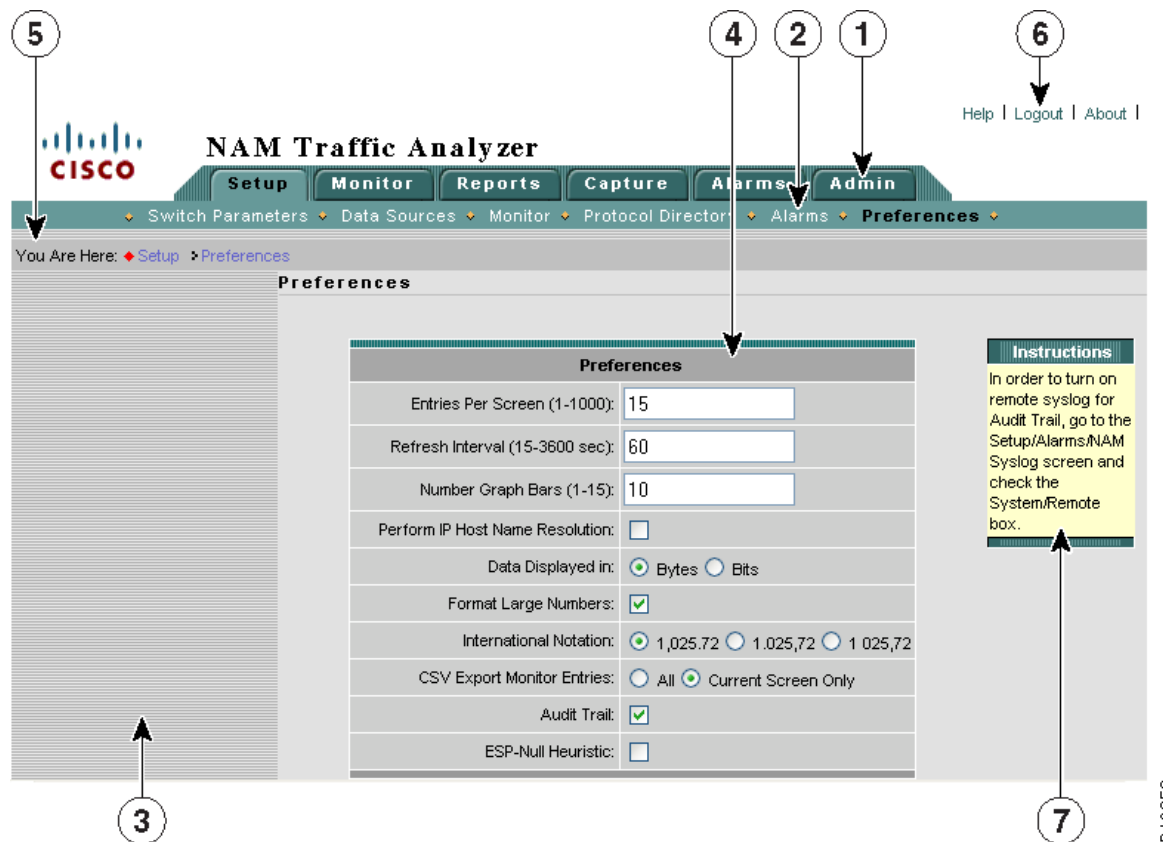 5 4 2 1 6
Help | Logout | About |
CISCO
NAM Traffic Analyzer
Setup Monitor Reports Capture Alarms Admin
Switch Parameters Data Sources Monitor Protocol Directory Alarms Preferences
You Are Here: Setup Preferences
Preferences
Preferences
Entries Per Screen (1-1000): 15
Refresh Interval (15-3600 sec): 60
Number Graph Bars (1-15): 10
Perform IP Host Name Resolution:
Data Displayed in: Bytes Bits
Format Large Numbers:
International Notation: 1,025.72 1.025,72 1 025,72
CSV Export Monitor Entries: All Current Screen Only
Audit Trail:
ESP-Null Heuristic:
Instructions
In order to turn on
remote syslog for
Audit Trail, go to the
Setup/Alarms/NAM
Syslog screen and
check the
System/Remote
box.
3 7